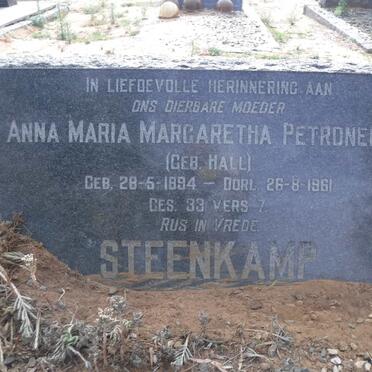 IN LIEFDEVOLLE HERINNERING AAN
ONS DIERBARE MOEDER
ANNA MARIA MARGARETHA PETRONE
(GEB. HALL)
GEB. 28-5-1894 — OORL. 26-8-1961
GES. 33 VERS 7.
RUS IN VREDE
STEENKAMP